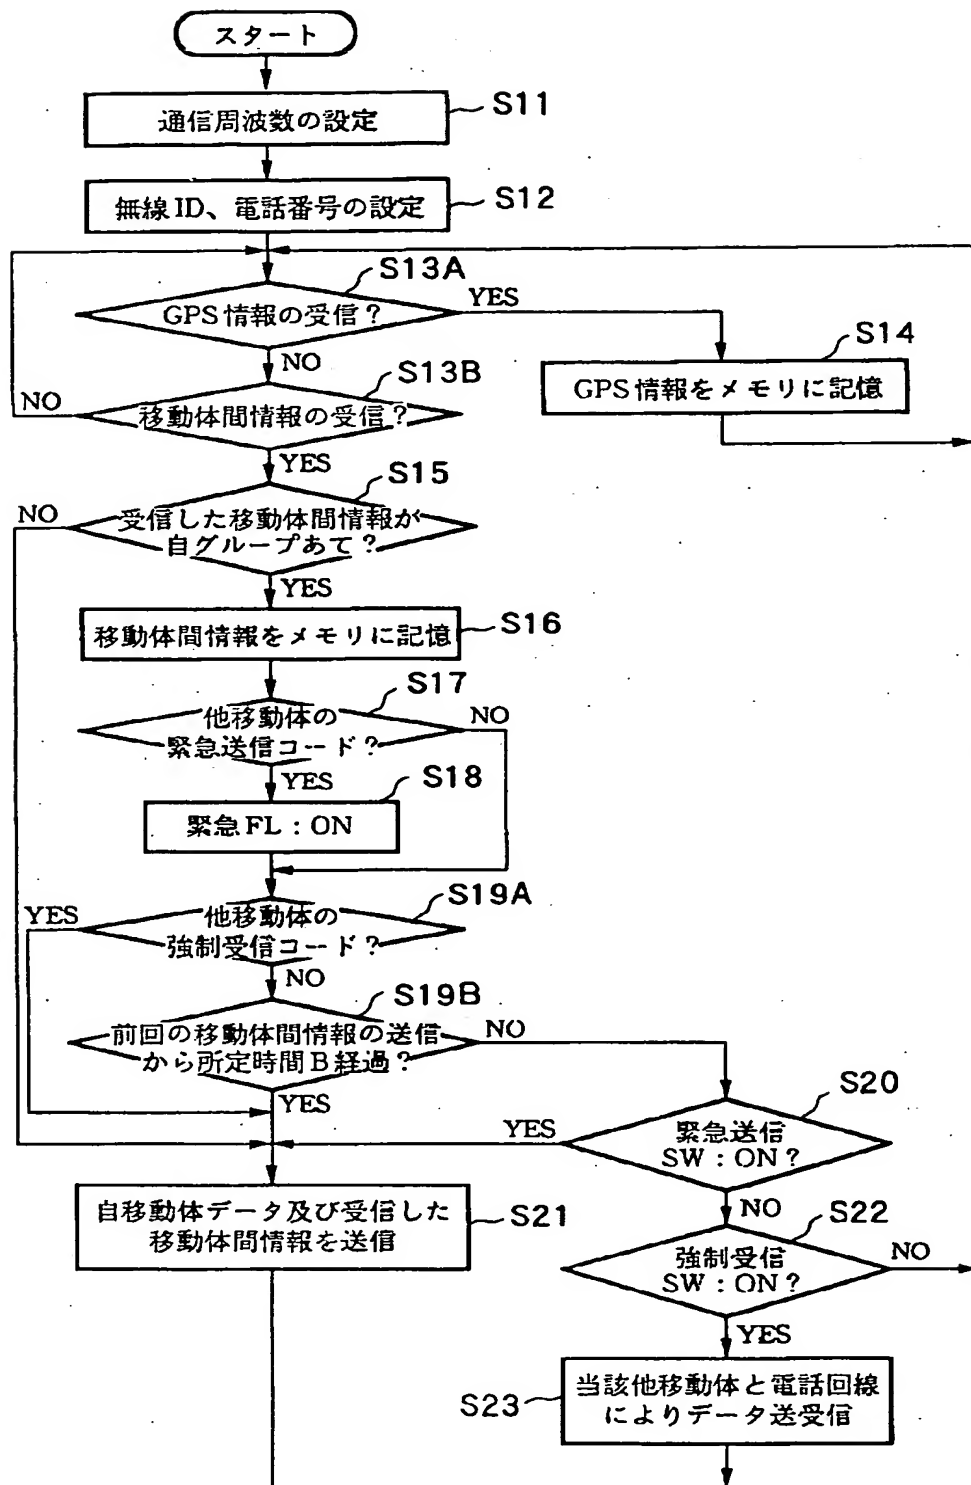 スタート
S11
通信周波数の設定
S12
無線ID、電話番号の設定
S13A
GPS情報の受信？
YES
NO
S14
GPS情報をメモリに記憶
S13B
NO
移動体間情報の受信？
YES
S15
NO
受信した移動体間情報が
自グループあて？
YES
S16
移動体間情報をメモリに記憶
S17
他移動体の
緊急送信コード？
NO
YES
S18
緊急FL：ON
S19A
YES
他移動体の
強制受信コード？
NO
S19B
前回の移動体間情報の送信
から所定時間B経過？
NO
YES
S20
YES
緊急送信
SW：ON？
NO
S21
自移動体データ及び受信した
移動体間情報を送信
S22
強制受信
SW：ON？
NO
YES
S23
当該他移動体と電話回線
によりデータ送受信